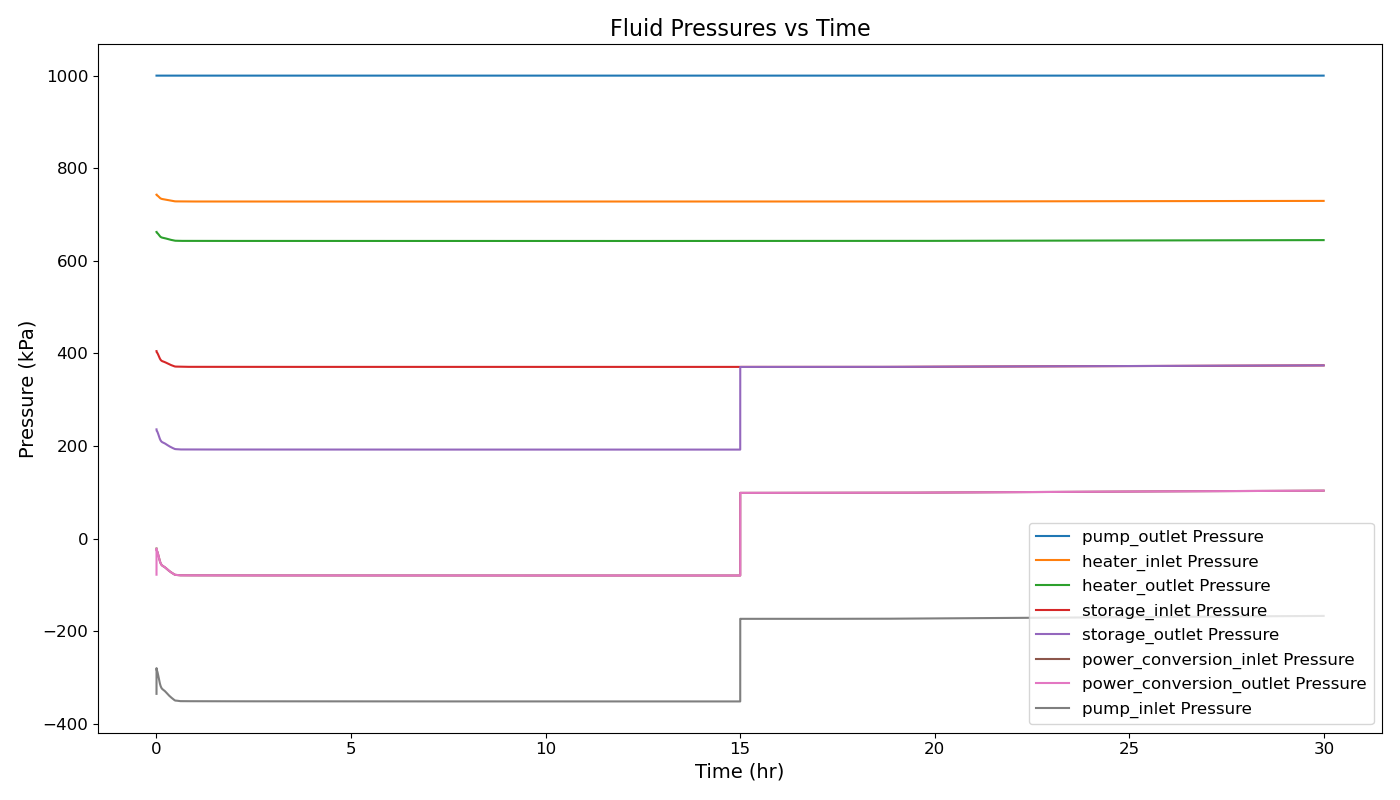 Fluid Pressures vs Time
Pressure (kPa)
1000
800
600
400
200
0
−200
−400
0
5
10
15
20
25
30
Time (hr)
pump_outlet Pressure
heater_inlet Pressure
heater_outlet Pressure
storage_inlet Pressure
storage_outlet Pressure
power_conversion_inlet Pressure
power_conversion_outlet Pressure
pump_inlet Pressure